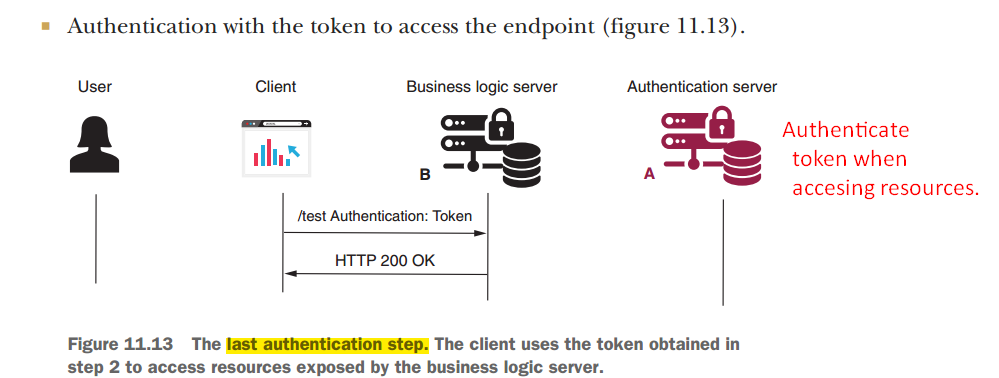 Authentication with the token to access the endpoint (figure 11.13).
User
Client
Business logic server
Authentication server
Authenticate
token when
accesing resources.
B
A
/test Authentication: Token
HTTP 200 OK
Figure 11.13 The last authentication step. The client uses the token obtained in
step 2 to access resources exposed by the business logic server.